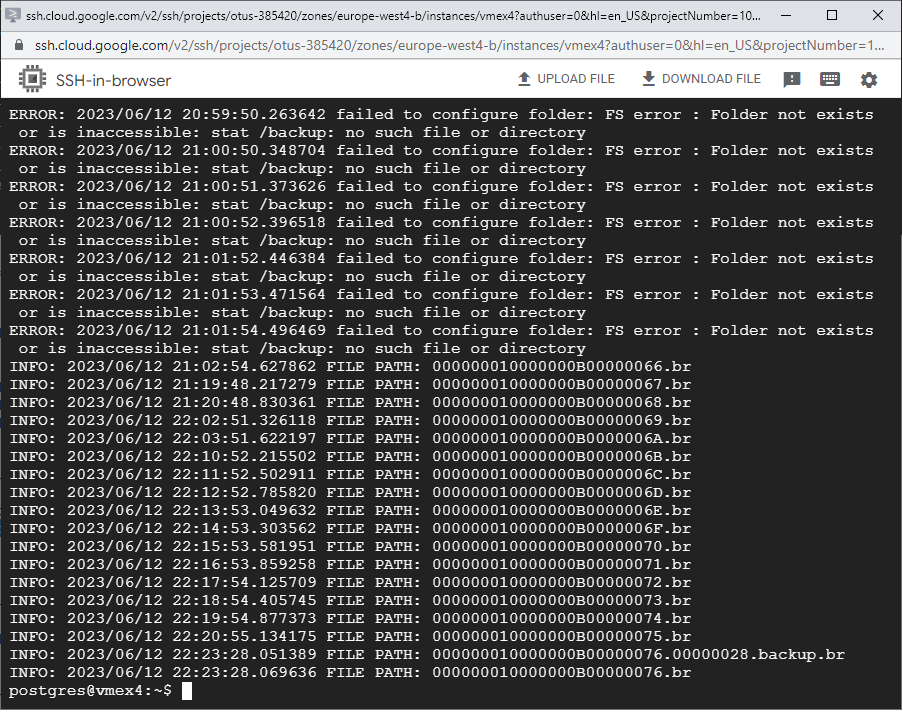 ssh.cloud.google.com/v2/ssh/projects/otus-385420/zones/europe-west4-b/instances/vmex4?authuser=0&hl=en_US&projectNumber=10...
ssh.cloud.google.com/v2/ssh/projects/otus-385420/zones/europe-west4-b/instances/vmex4?authuser=0&hl=en_US&projectNumber=1...
SSH-in-browser UPLOAD FILE DOWNLOAD FILE
ERROR: 2023/06/12 20:59:50.263642 failed to configure folder: FS error : Folder not exists
or is inaccessible: stat /backup: no such file or directory
ERROR: 2023/06/12 21:00:50.348704 failed to configure folder: FS error : Folder not exists
or is inaccessible: stat /backup: no such file or directory
ERROR: 2023/06/12 21:00:51.373626 failed to configure folder: FS error : Folder not exists
or is inaccessible: stat /backup: no such file or directory
ERROR: 2023/06/12 21:00:52.396518 failed to configure folder: FS error : Folder not exists
or is inaccessible: stat /backup: no such file or directory
ERROR: 2023/06/12 21:01:52.446384 failed to configure folder: FS error : Folder not exists
or is inaccessible: stat /backup: no such file or directory
ERROR: 2023/06/12 21:01:53.471564 failed to configure folder: FS error : Folder not exists
or is inaccessible: stat /backup: no such file or directory
ERROR: 2023/06/12 21:01:54.496469 failed to configure folder: FS error : Folder not exists
or is inaccessible: stat /backup: no such file or directory
INFO: 2023/06/12 21:02:54.627862 FILE PATH: 000000010000000B00000066.br
INFO: 2023/06/12 21:19:48.217279 FILE PATH: 000000010000000B00000067.br
INFO: 2023/06/12 21:20:48.830361 FILE PATH: 000000010000000B00000068.br
INFO: 2023/06/12 22:02:51.326118 FILE PATH: 000000010000000B00000069.br
INFO: 2023/06/12 22:03:51.622197 FILE PATH: 000000010000000B0000006A.br
INFO: 2023/06/12 22:10:52.215502 FILE PATH: 000000010000000B0000006B.br
INFO: 2023/06/12 22:11:52.502911 FILE PATH: 000000010000000B0000006C.br
INFO: 2023/06/12 22:12:52.785820 FILE PATH: 000000010000000B0000006D.br
INFO: 2023/06/12 22:13:53.049632 FILE PATH: 000000010000000B0000006E.br
INFO: 2023/06/12 22:14:53.303562 FILE PATH: 000000010000000B0000006F.br
INFO: 2023/06/12 22:15:53.581951 FILE PATH: 000000010000000B00000070.br
INFO: 2023/06/12 22:16:53.859258 FILE PATH: 000000010000000B00000071.br
INFO: 2023/06/12 22:17:54.125709 FILE PATH: 000000010000000B00000072.br
INFO: 2023/06/12 22:18:54.405745 FILE PATH: 000000010000000B00000073.br
INFO: 2023/06/12 22:19:54.877373 FILE PATH: 000000010000000B00000074.br
INFO: 2023/06/12 22:20:55.134175 FILE PATH: 000000010000000B00000075.br
INFO: 2023/06/12 22:23:28.051389 FILE PATH: 000000010000000B00000076.00000028.backup.br
INFO: 2023/06/12 22:23:28.069636 FILE PATH: 000000010000000B00000076.br
postgres@vmex4:~$